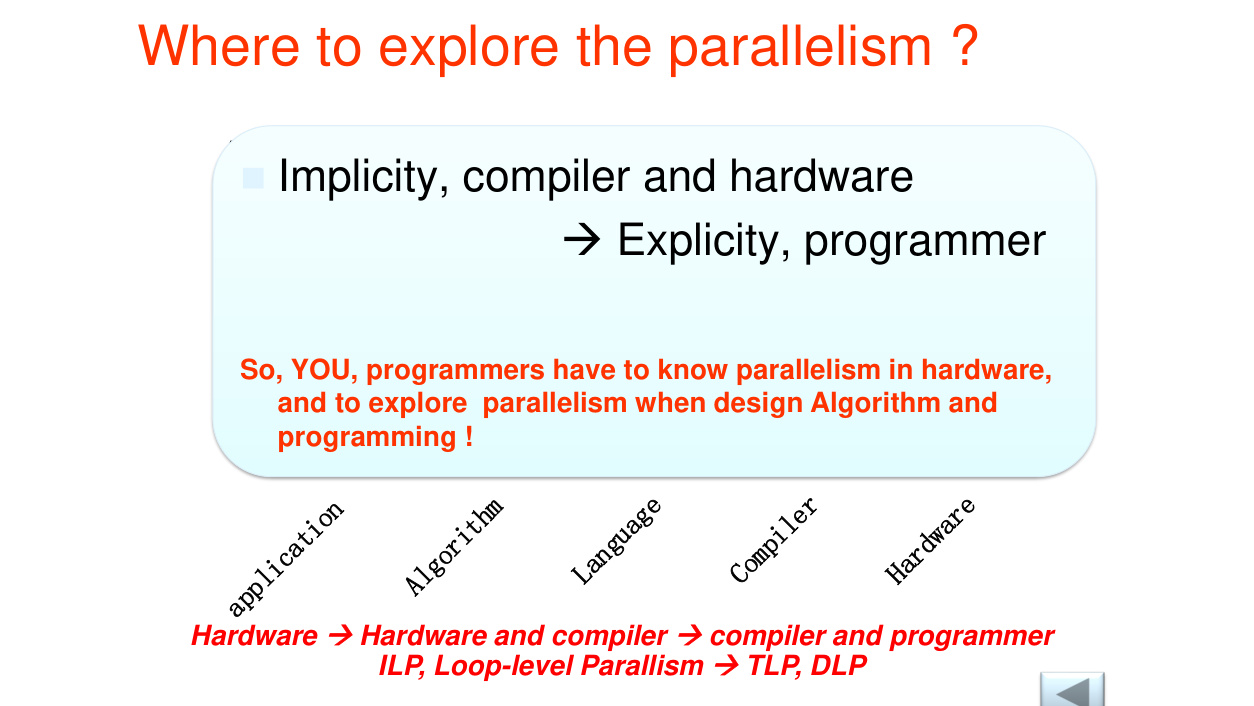 Where to explore the parallelism ?
Implicity, compiler and hardware
→ Explicity, programmer
So, YOU, programmers have to know parallelism in hardware,
and to explore parallelism when design Algorithm and
programming !
application
Algorithm
Language
Compiler
Hardware
Hardware → Hardware and compiler → compiler and programmer
ILP, Loop-level Parallism → TLP, DLP